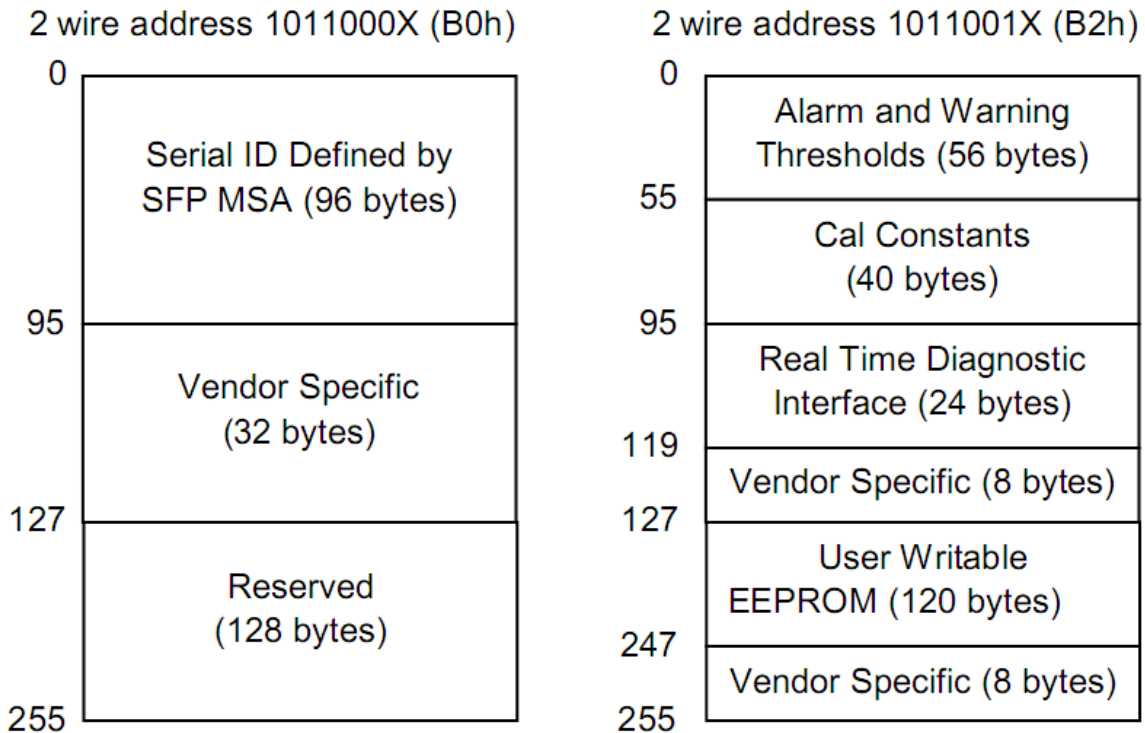 2 wire address 1011000X (B0h)
0
Serial ID Defined by
SFP MSA (96 bytes)
95
Vendor Specific
(32 bytes)
127
Reserved
(128 bytes)
255
2 wire address 1011001X (B2h)
0
Alarm and Warning
Thresholds (56 bytes)
55
Cal Constants
(40 bytes)
95
Real Time Diagnostic
Interface (24 bytes)
119
Vendor Specific (8 bytes)
127
User Writable
EEPROM (120 bytes)
247
Vendor Specific (8 bytes)
255